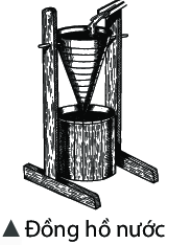 ▲ Đồng hồ nước